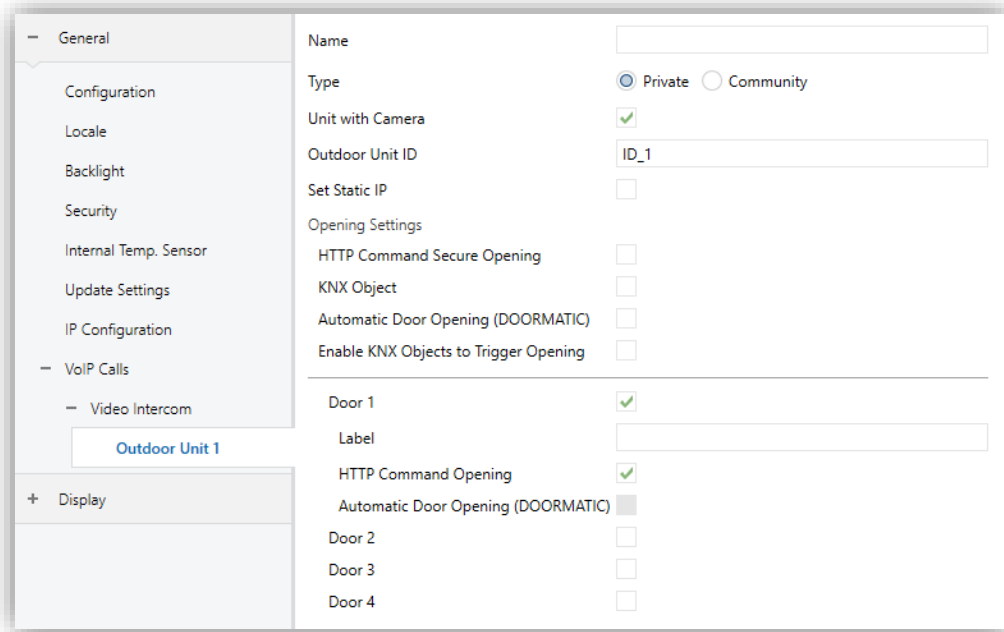 General
Configuration
Locale
Backlight
Security
Internal Temp. Sensor
Update Settings
IP Configuration
VoIP Calls
Video Intercom
Outdoor Unit 1
Display
Name
Type Private Community
Unit with Camera
Outdoor Unit ID ID_1
Set Static IP
Opening Settings
HTTP Command Secure Opening
KNX Object
Automatic Door Opening (DOORMATIC)
Enable KNX Objects to Trigger Opening
Door 1
Label
HTTP Command Opening
Automatic Door Opening (DOORMATIC)
Door 2
Door 3
Door 4